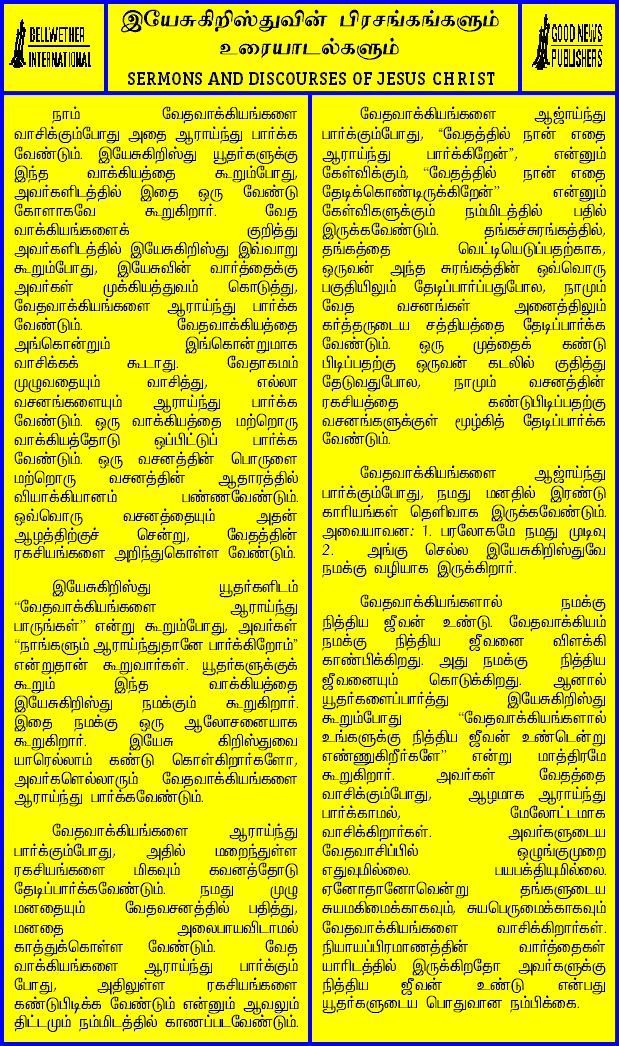 BELLWETHER
INTERNATIONAL
இயேசுகிறிஸ்துவின் பிரசங்கங்களும்
உரையாடல்களும்
SERMONS AND DISCOURSES OF JESUS CHRIST
GOOD NEWS
PUBLISHERS
நாம் வேதவாக்கியங்களை
வாசிக்கும்போது அதை ஆராய்ந்து பார்க்க
வேண்டும். இயேசுகிறிஸ்து யூதர்களுக்கு
இந்த வாக்கியத்தை கூறும்போது,
அவர்களிடத்தில் இதை ஒரு வேண்டு
கோளாகவே கூறுகிறார். வேத
வாக்கியங்களைக் குறித்து
அவர்களிடத்தில் இயேசுகிறிஸ்து இவ்வாறு
கூறும்போது, இயேசுவின் வார்த்தைக்கு
அவர்கள் முக்கியத்துவம் கொடுத்து,
வேதவாக்கியங்களை ஆராய்ந்து பார்க்க
வேண்டும். வேதவாக்கியத்தை
அங்கொன்றும் இங்கொன்றுமாக
வாசிக்கக் கூடாது. வேதாகமம்
முழுவதையும் வாசித்து, எல்லா
வசனங்களையும் ஆராய்ந்து பார்க்க
வேண்டும். ஒரு வாக்கியத்தை மற்றொரு
வாக்கியத்தோடு ஒப்பிட்டுப் பார்க்க
வேண்டும். ஒரு வசனத்தின் பொருளை
மற்றொரு வசனத்தின் ஆதாரத்தில்
வியாக்கியானம் பண்ணவேண்டும்.
ஒவ்வொரு வசனத்தையும் அதன்
ஆழத்திற்குச் சென்று, வேதத்தின்
ரகசியங்களை அறிந்துகொள்ள வேண்டும்.
இயேசுகிறிஸ்து யூதர்களிடம்
“வேதவாக்கியங்களை ஆராய்ந்து
பாருங்கள்” என்று கூறும்போது, அவர்கள்
“நாங்களும் ஆராய்ந்துதானே பார்க்கிறோம்”
என்றுதான் கூறுவார்கள். யூதர்களுக்குக்
கூறும் இந்த வாக்கியத்தை
இயேசுகிறிஸ்து நமக்கும் கூறுகிறார்.
இதை நமக்கு ஒரு ஆலோசனையாக
கூறுகிறார். இயேசு கிறிஸ்துவை
யாரெல்லாம் கண்டு கொள்கிறார்களோ,
அவர்களெல்லாரும் வேதவாக்கியங்களை
ஆராய்ந்து பார்க்கவேண்டும்.
வேதவாக்கியங்களை ஆராய்ந்து
பார்க்கும்போது, அதில் மறைந்துள்ள
ரகசியங்களை மிகவும் கவனத்தோடு
தேடிப்பார்க்கவேண்டும். நமது முழு
மனதையும் வேதவசனத்தில் பதித்து,
மனதை அலைபாயவிடாமல்
காத்துக்கொள்ள வேண்டும். வேத
வாக்கியங்களை ஆராய்ந்து பார்க்கும்
போது, அதிலுள்ள ரகசியங்களை
கண்டுபிடிக்க வேண்டும் என்னும் ஆவலும்
திட்டமும் நம்மிடத்தில் காணப்படவேண்டும்.
வேதவாக்கியங்களை ஆஜாய்ந்து
பார்க்கும்போது, “வேதத்தில் நான் எதை
ஆராய்ந்து பார்க்கிறேன்”, என்னும்
கேள்விக்கும், “வேதத்தில் நான் எதை
தேடிக்கொண்டிருக்கிறேன்” என்னும்
கேள்விகளுக்கும் நம்மிடத்தில் பதில்
இருக்கவேண்டும். தங்கச்சுரங்கத்தில்,
தங்கத்தை வெட்டியெடுப்பதற்காக,
ஒருவன் அந்த சுரங்கத்தின் ஒவ்வொரு
பகுதியிலும் தேடிப்பார்ப்பதுபோல, நாமும்
வேத வசனங்கள் அனைத்திலும்
கர்த்தருடைய சத்தியத்தை தேடிப்பார்க்க
வேண்டும். ஒரு முத்தைக் கண்டு
பிடிப்பதற்கு ஒருவன் கடலில் குதித்து
தேடுவதுபோல, நாமும் வசனத்தின்
ரகசியத்தை கண்டுபிடிப்பதற்கு
வசனங்களுக்குள் மூழ்கித் தேடிப்பார்க்க
வேண்டும்.
வேதவாக்கியங்களை ஆஜாய்ந்து
பார்க்கும்போது, நமது மனதில் இரண்டு
காரியங்கள் தெளிவாக இருக்கவேண்டும்.
அவையாவன: 1. பரலோகமே நமது முடிவு
2. அங்கு செல்ல இயேசுகிறிஸ்துவே
நமக்கு வழியாக இருக்கிறார்.
வேதவாக்கியங்களால் நமக்கு
நித்திய ஜீவன் உண்டு. வேதவாக்கியம்
நமக்கு நித்திய ஜீவனை விளக்கி
காண்பிக்கிறது. அது நமக்கு நித்திய
ஜீவனையும் கொடுக்கிறது. ஆனால்
யூதர்களைப்பார்த்து இயேசுகிறிஸ்து
கூறும்போது “வேதவாக்கியங்களால்
உங்களுக்கு நித்திய ஜீவன் உண்டென்று
எண்ணுகிறீர்களே” என்று மாத்திரமே
கூறுகிறார். அவர்கள் வேதத்தை
வாசிக்கும்போது, ஆழமாக ஆராய்ந்து
பார்க்காமல், மேலோட்டமாக
வாசிக்கிறார்கள். அவர்களுடைய
வேதவாசிப்பில் ஒழுங்குமுறை
எதுவுமில்லை. பயபக்தியுமில்லை.
ஏனோதானோவென்று தங்களுடைய
சுயமகிமைக்காகவும், சுயபெருமைக்காகவும்
வேதவாக்கியங்களை வாசிக்கிறார்கள்.
நியாயப்பிரமாணத்தின் வார்த்தைகள்
யாரிடத்தில் இருக்கிறதோ அவர்களுக்கு
நித்திய ஜீவன் உண்டு என்பது
யூதர்களுடைய பொதுவான நம்பிக்கை.